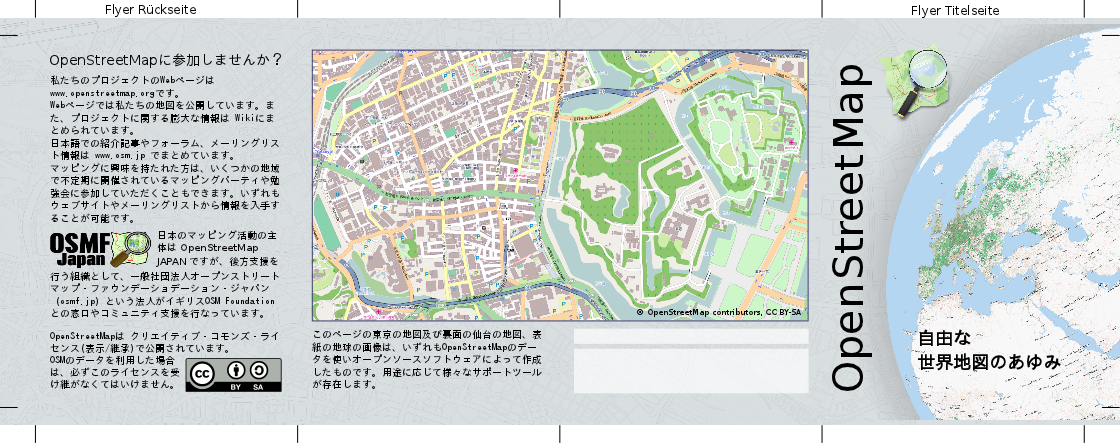 Flyer Rückseite
Flyer Titelseite
OpenStreetMapに参加しませんか？
私たちのプロジェクトのWebページは
www.openstreetmap.orgです。
Webページでは私たちの地図を公開しています。ま
た、プロジェクトに関する膨大な情報は Wikiにま
とめられています。
日本語での紹介記事やフォーラム、メーリングリス
ト情報は www.osm.jp でまとめています。
マッピングに興味を持たれた方は、いくつかの地域
で不定期に開催されているマッピングパーティや勉
強会に参加していただくこともできます。いずれも
ウェブサイトやメーリングリストから情報を入手す
ることが可能です。
OSMF
Japan
日本のマッピング活動の主
体は OpenStreetMap
JAPAN ですが、後方支援を
行う組織として、一般社団法人オープンストリート
マップ・ファウンデーショデーション・ジャパン
（osmf.jp）という法人がイギリスOSM Foundation
との窓口やコミュニティ支援を行なっています。
OpenStreetMapは クリエイティブ・コモンズ・ライ
センス(表示/継承)で公開されています。
OSMのデータを利用した場合
は、必ずこのライセンスを受
け継がなくてはいけません。
CC
BY SA
© OpenStreetMap contributors, CC BY-SA
このページの東京の地図及び裏面の仙台の地図、表
紙の地球の画像は、いずれもOpenStreetMapのデー
タを使いオープンソースソフトウェアによって作成
したものです。用途に応じて様々なサポートツール
が存在します。
OpenStreetMap
自由な
世界地図のあゆみ